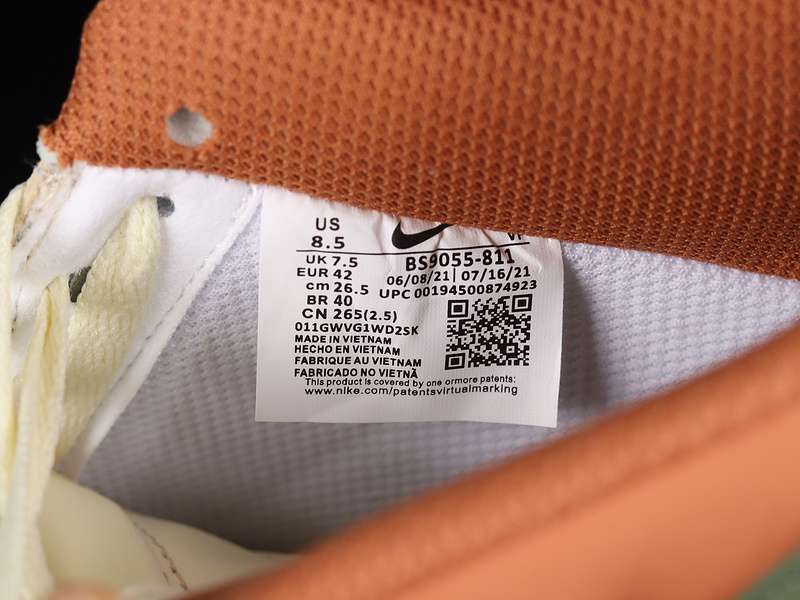 US
8.5
UK 7.5
EUR 42
cm 26.5
BR 40
CN 265(2.5)
BS9055-811
06/08/21| 07/16/21
UPC 00194500874923
011GWVG1WD2SK
MADE IN VIETNAM
HECHO EN VIETNAM
FABRIQUE AU VIETNAM
FABRICADO NO VIETNÃ
This product is covered by one ormore patents:
www.nike.com/patentsvirtualmarking